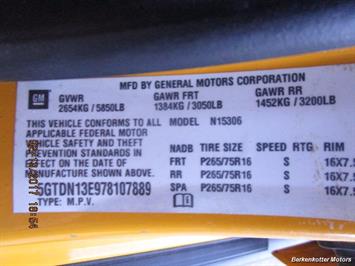 MFD BY GENERAL MOTORS CORPORATION
GM GVWR GAWR FRT GAWR RR
2654KG / 5850LB 1384KG / 3050LB 1452KG / 3200LB
THIS VEHICLE CONFORMS TO ALL MODEL N15306
APPLICABLE FEDERAL MOTOR
VEHICLE SAFETY AND THEFT NADB TIRE SIZE SPEED RTG RIM
PREVENTION STANDARDS FRT P265/75R16 S 16X7.
IN EFFECT ON THE DATE OF RR P265/75R16 S 16X7.
MANUFACTURE SHOWN ABOVE. SPA P265/75R16 S 16X7.
5GTDN13E978107889
TYPE: M.P.V.
2017 18:54
Berkenkotter Motors